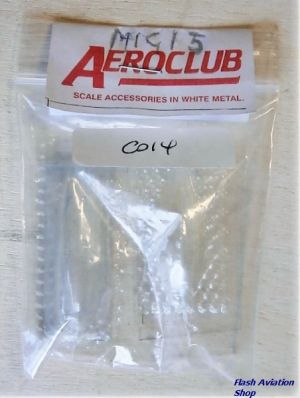 MIG15
AEROCLUB
SCALE ACCESSORIES IN WHITE METAL.
C014
Flash Aviation
Shop